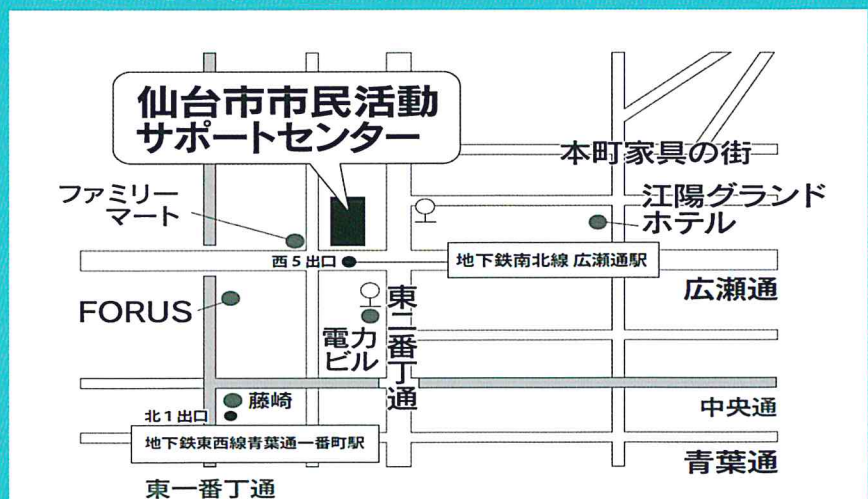 仙台市市民活動
サポートセンター
本町家具の街
ファミリー
マート
江陽グランド
ホテル
西5出口
地下鉄南北線 広瀬通駅
広瀬通
FORUS
東二番丁通
電力
ビル
藤崎
中央通
北1出口
地下鉄東西線青葉通一番町駅
青葉通
東一番丁通